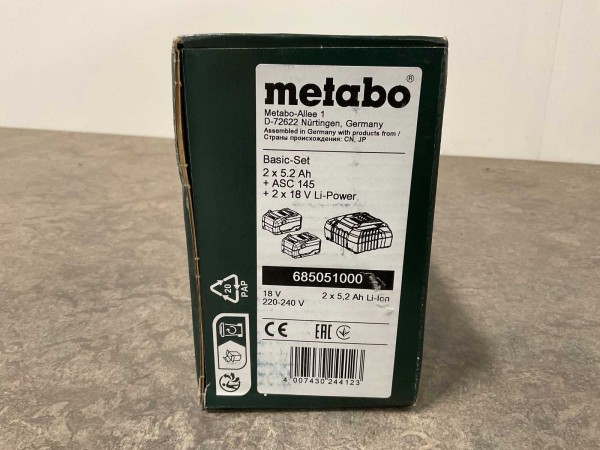 metabo®
Metabo-Allee 1
D-72622 Nürtingen, Germany
Assembled in Germany with products from /
Страны происхождения: CN, JP
Basic-Set
2 x 5.2 Ah
+ ASC 145
+ 2 x 18 V Li-Power
685051000
18 V 2 x 5,2 Ah Li-Ion
220-240 V
CE EAC
4 007430 244123
20
PAP